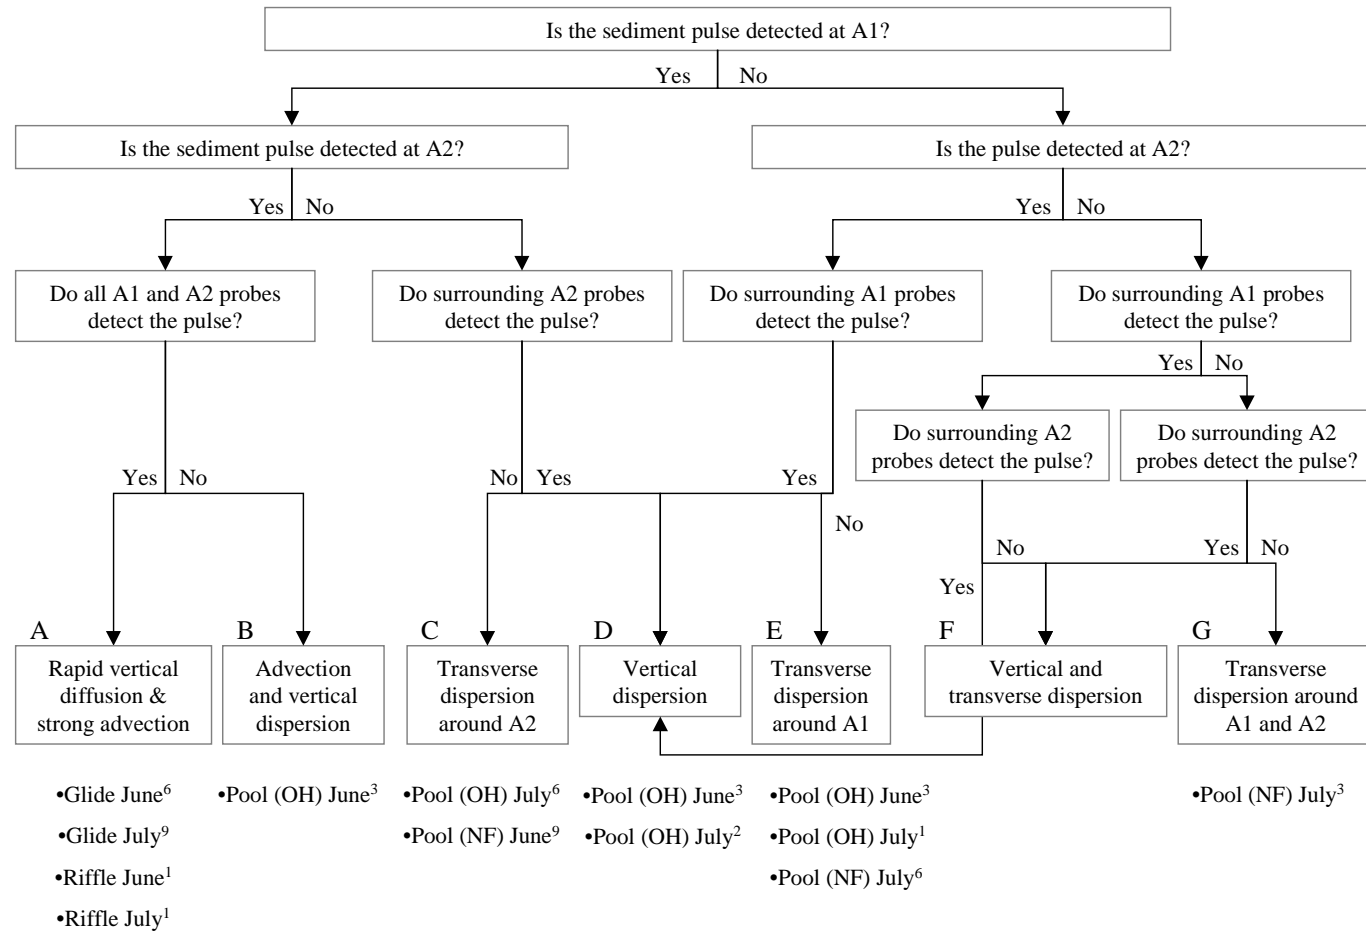 Is the sediment pulse detected at A1?
Yes No
Is the sediment pulse detected at A2?
Is the pulse detected at A2?
Yes No
Yes No
Do all A1 and A2 probes
detect the pulse?
Do surrounding A2 probes
detect the pulse?
Do surrounding A1 probes
detect the pulse?
Do surrounding A1 probes
detect the pulse?
Yes No
Do surrounding A2
probes detect the pulse?
Do surrounding A2
probes detect the pulse?
Yes No
No Yes
Yes
No
No
Yes
Yes No
A
Rapid vertical
diffusion &
strong advection
B
Advection
and vertical
dispersion
C
Transverse
dispersion
around A2
D
Vertical
dispersion
E
Transverse
dispersion
around A1
F
Vertical and
transverse dispersion
G
Transverse
dispersion around
A1 and A2
•Glide June⁶
•Glide July⁹
•Riffle June¹
•Riffle July¹
•Pool (OH) June³
•Pool (OH) July⁶
•Pool (NF) June⁹
•Pool (OH) June³
•Pool (OH) July²
•Pool (OH) June³
•Pool (OH) July¹
•Pool (NF) July⁶
•Pool (NF) July³